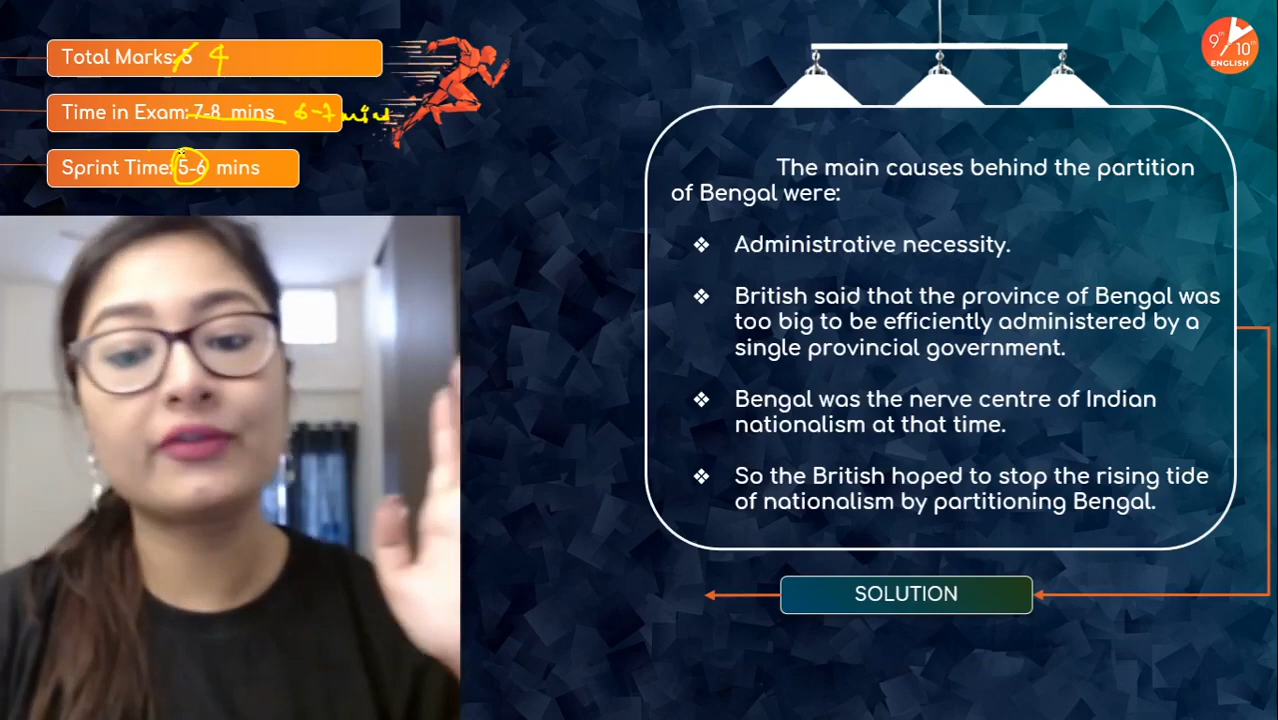 Total Marks: 5 4
Time in Exam: 7-8 mins 6-7 mins
Sprint Time: 5-6 mins
9th 10th
ENGLISH
The main causes behind the partition
of Bengal were:
❖ Administrative necessity.
❖ British said that the province of Bengal was
too big to be efficiently administered by a
single provincial government.
❖ Bengal was the nerve centre of Indian
nationalism at that time.
❖ So the British hoped to stop the rising tide
of nationalism by partitioning Bengal.
SOLUTION